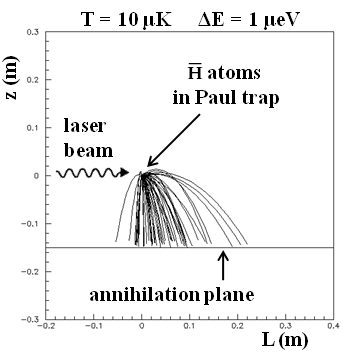 T = 10 μK ΔE = 1 μeV
z (m)
0.3
0.2
0.1
0
-0.1
-0.2
-0.3
H̅ atoms
in Paul trap
laser
beam
annihilation plane
-0.2 -0.1 0 0.1 0.2 0.3 0.4
L (m)